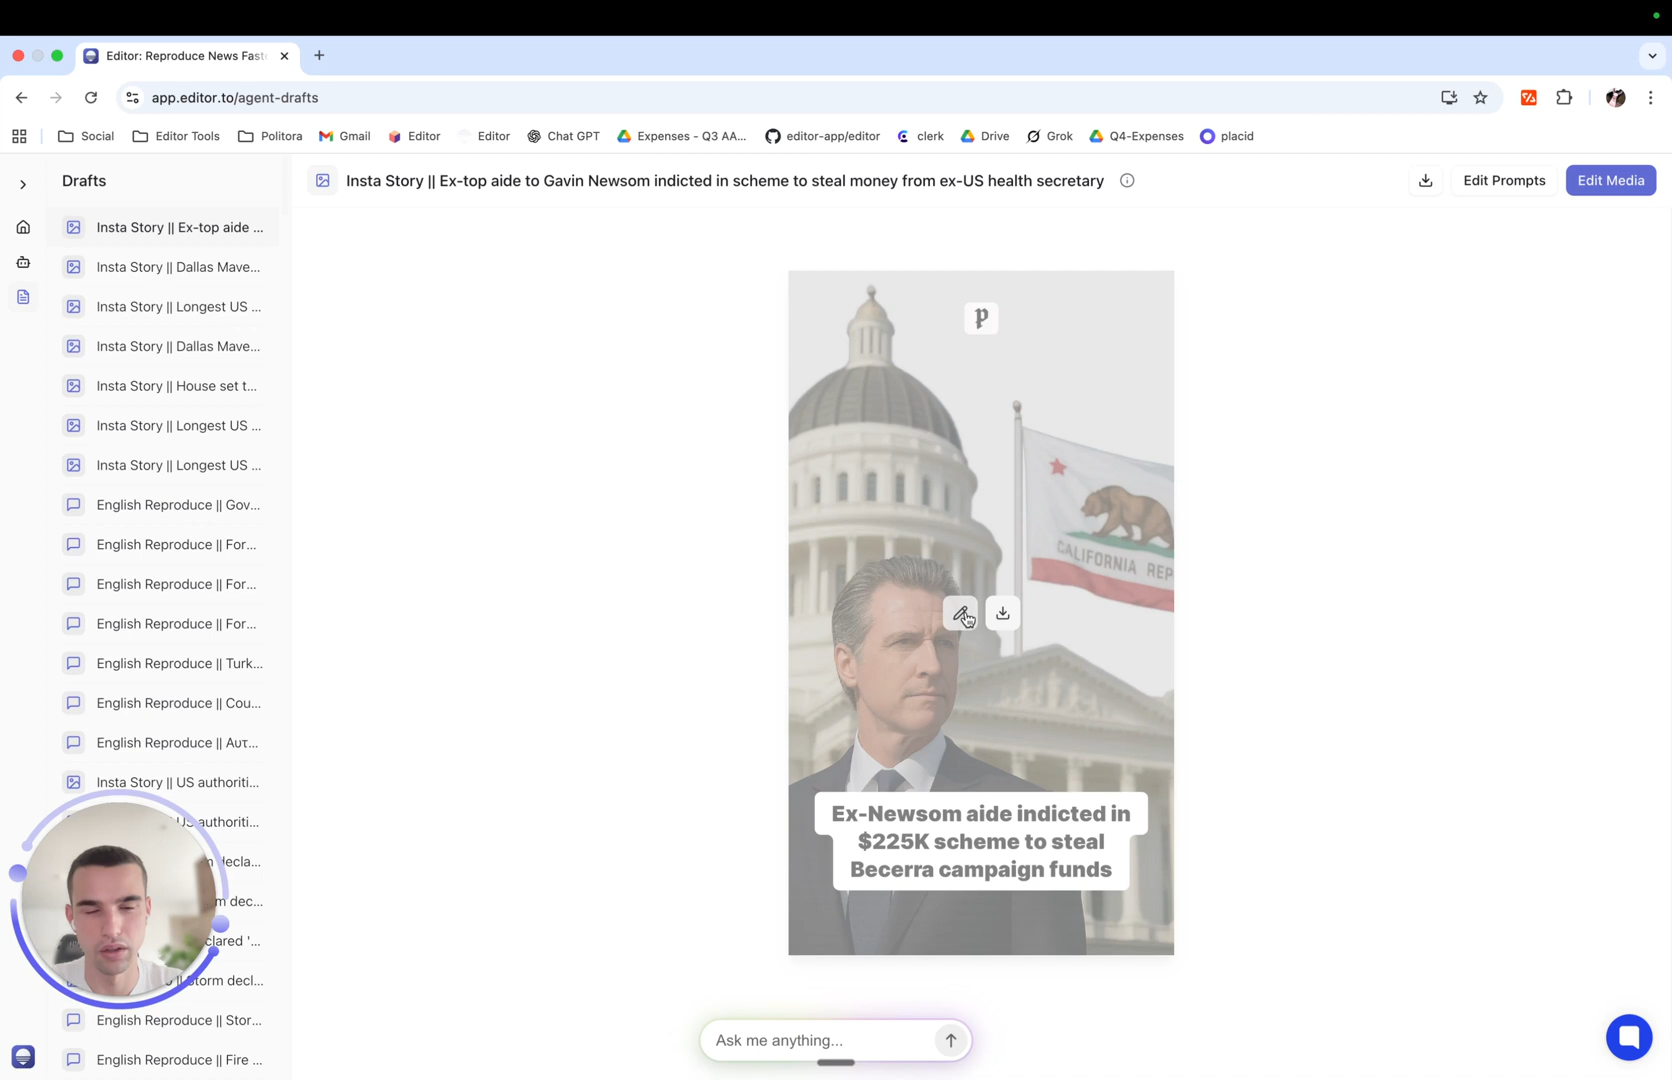 Editor: Reproduce News Fast
app.editor.to/agent-drafts
Social
Editor Tools
Politora
Gmail
Editor
Editor
Chat GPT
Expenses - Q3 AA...
editor-app/editor
clerk
Drive
Grok
Q4-Expenses
placid
Drafts
Insta Story || Ex-top aide to Gavin Newsom indicted in scheme to steal money from ex-US health secretary
Edit Prompts
Edit Media
Insta Story || Ex-top aide ...
Insta Story || Dallas Mave...
Insta Story || Longest US ...
Insta Story || Dallas Mave...
Insta Story || House set t...
Insta Story || Longest US ...
Insta Story || Longest US ...
English Reproduce || Gov...
English Reproduce || For...
English Reproduce || For...
English Reproduce || For...
English Reproduce || Turk...
English Reproduce || Cou...
English Reproduce || Αυτ...
Insta Story || US authoriti...
US authoriti...
decla...
m dec...
clared '...
|| Storm decl...
English Reproduce || Stor...
English Reproduce || Fire ...
p
CALIFORNIA REP
Ex-Newsom aide indicted in
$225K scheme to steal
Becerra campaign funds
Ask me anything...